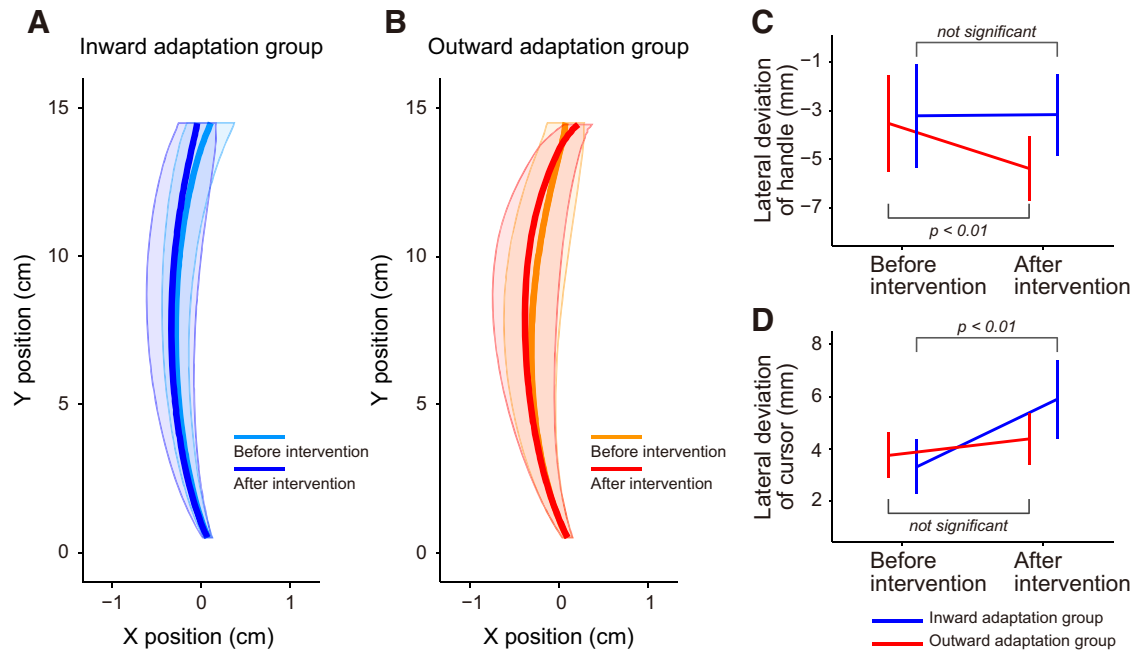 A
Inward adaptation group
15
10
5
0
Y position (cm)
−1
0
1
X position (cm)
Before intervention
After intervention
B
Outward adaptation group
15
10
5
0
Y position (cm)
−1
0
1
X position (cm)
Before intervention
After intervention
C
not significant
−1
−3
−5
−7
Lateral deviation
of handle (mm)
p < 0.01
Before
intervention
After
intervention
D
p < 0.01
8
6
4
2
Lateral deviation
of cursor (mm)
not significant
Before
intervention
After
intervention
Inward adaptation group
Outward adaptation group